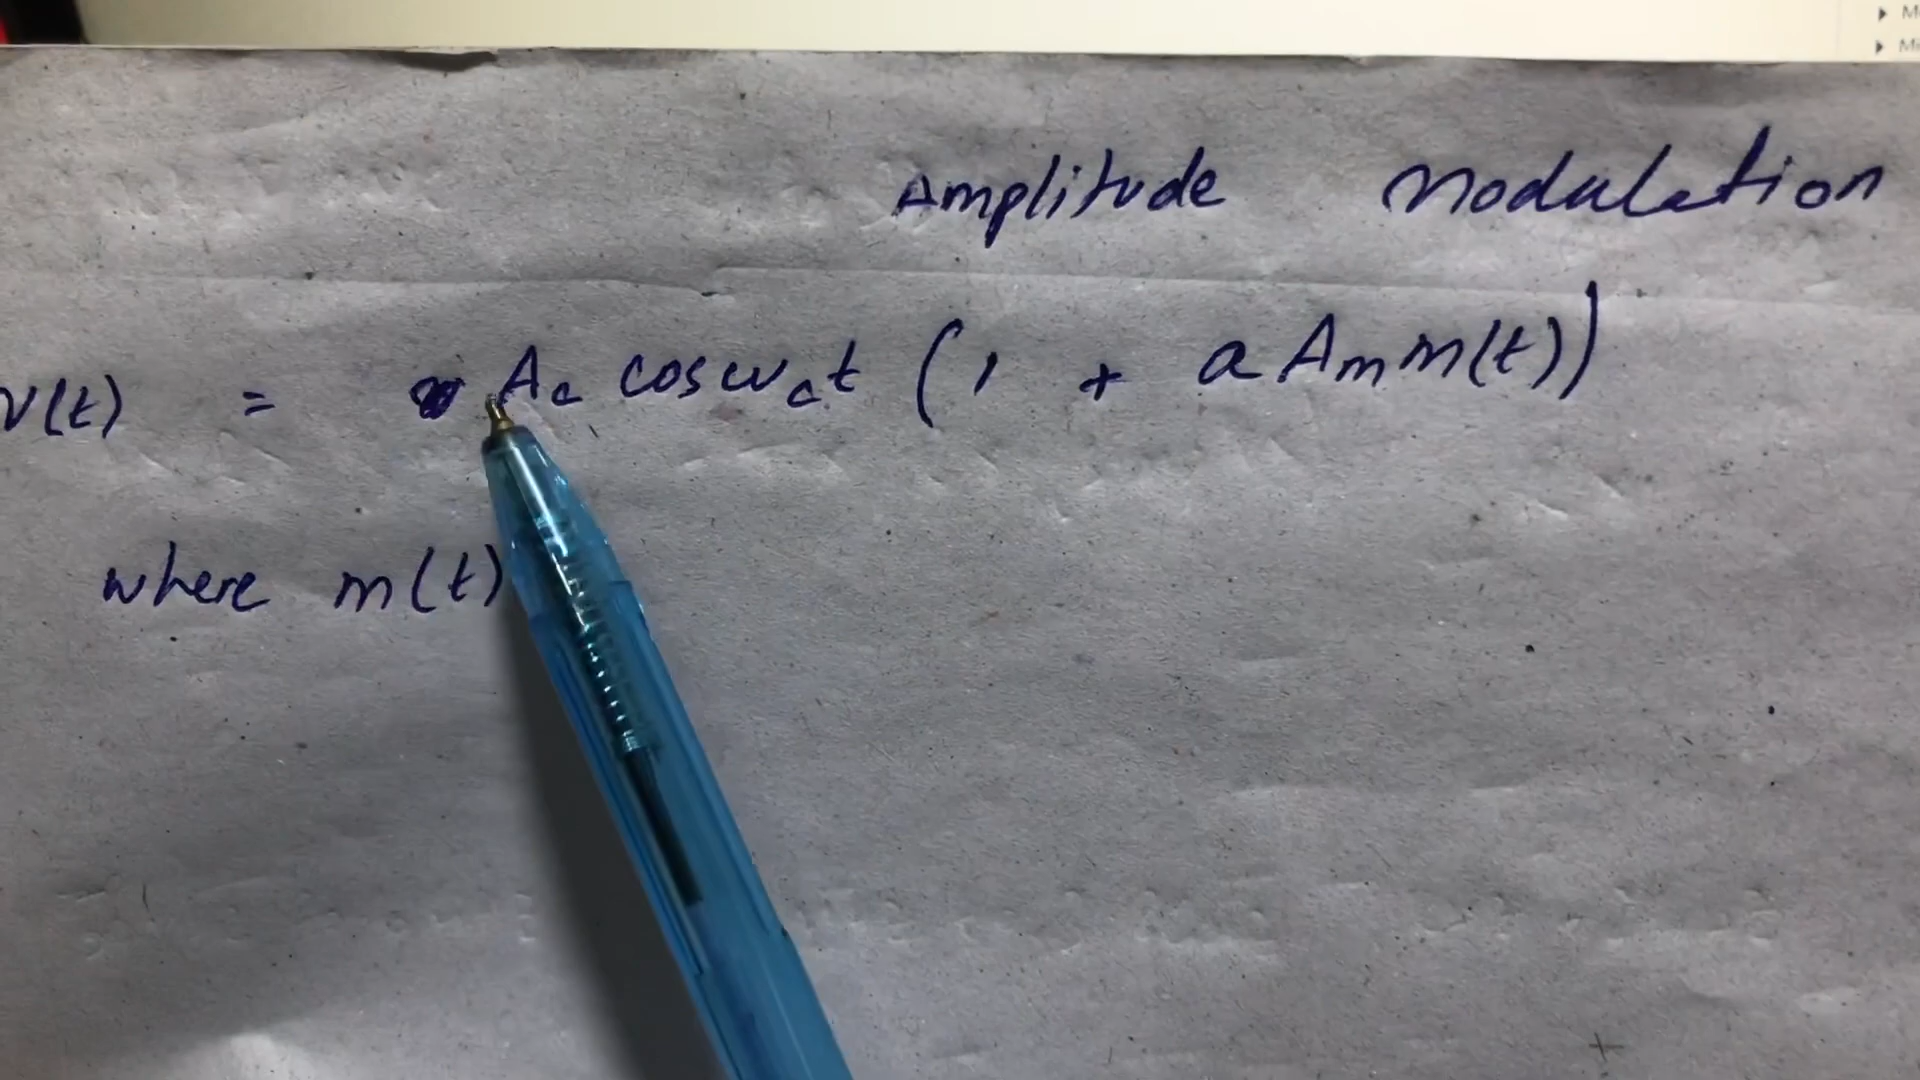 Amplitude Modulation
v(t) = Ac cosωct (1 + a Am m(t))
where m(t)